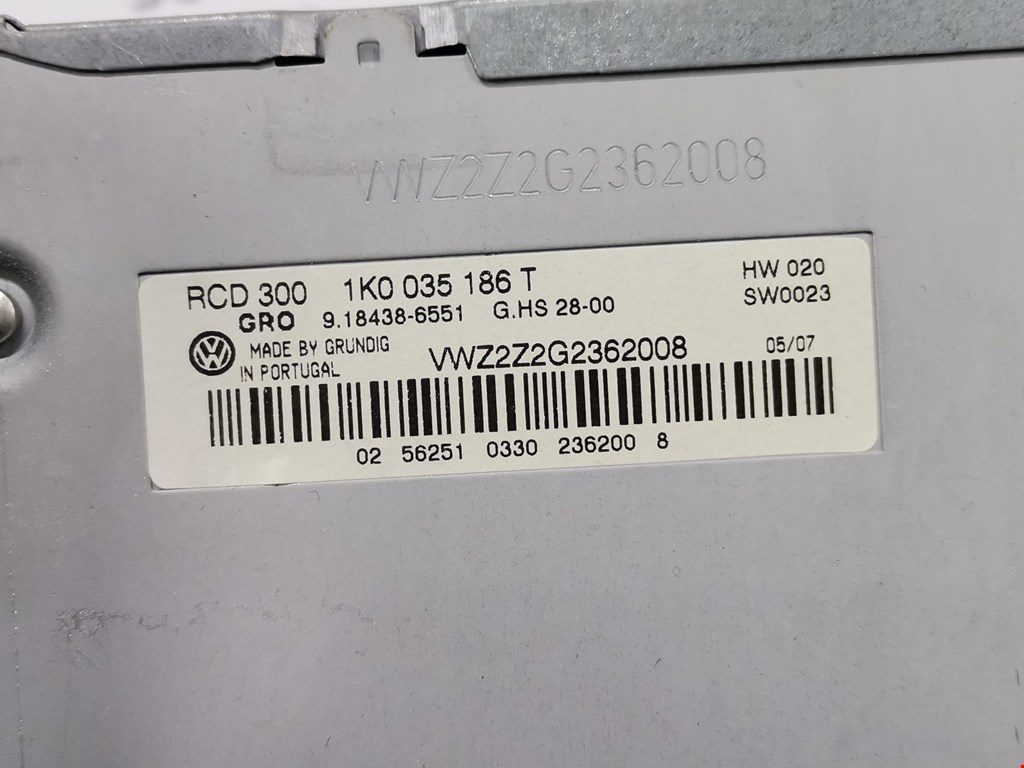 VWZ2Z2G2362008
RCD 300 1K0 035 186 T HW 020
GRO 9.18438-6551 G.HS 28-00 SW0023
MADE BY GRUNDIG VWZ2Z2G2362008 05/07
IN PORTUGAL
02 56251 0330 236200 8